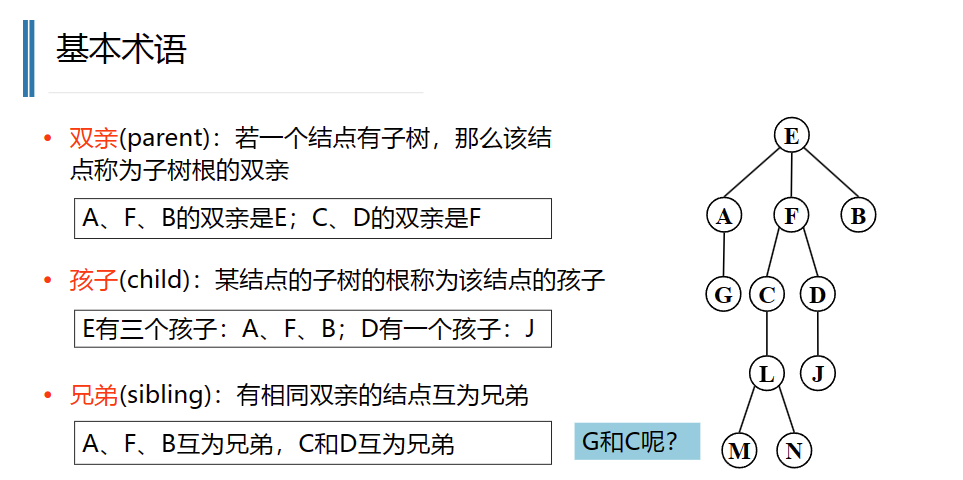 基本术语
• 双亲(parent)：若一个结点有子树，那么该结
点称为子树根的双亲
A、F、B的双亲是E；C、D的双亲是F
• 孩子(child)：某结点的子树的根称为该结点的孩子
E有三个孩子：A、F、B；D有一个孩子：J
• 兄弟(sibling)：有相同双亲的结点互为兄弟
A、F、B互为兄弟，C和D互为兄弟
G和C呢？
E
A F B
G C D
L J
M N